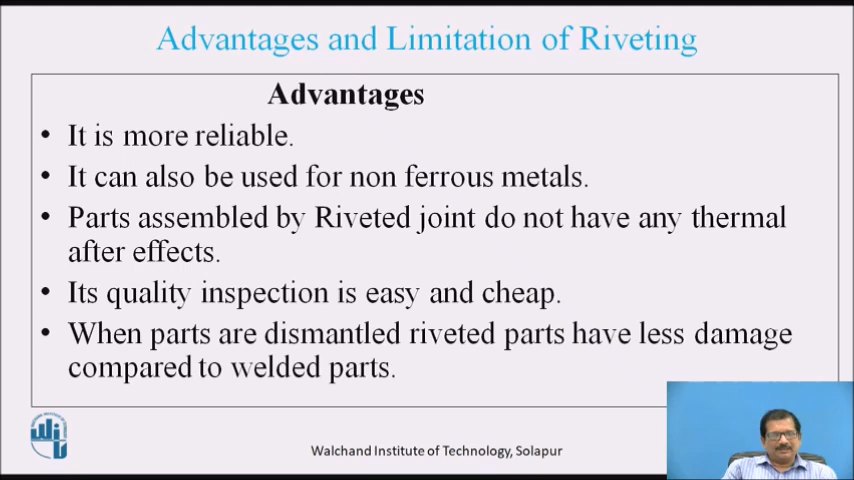 Advantages and Limitation of Riveting
Advantages
• It is more reliable.
• It can also be used for non ferrous metals.
• Parts assembled by Riveted joint do not have any thermal
after effects.
• Its quality inspection is easy and cheap.
• When parts are dismantled riveted parts have less damage
compared to welded parts.
Walchand Institute of Technology, Solapur